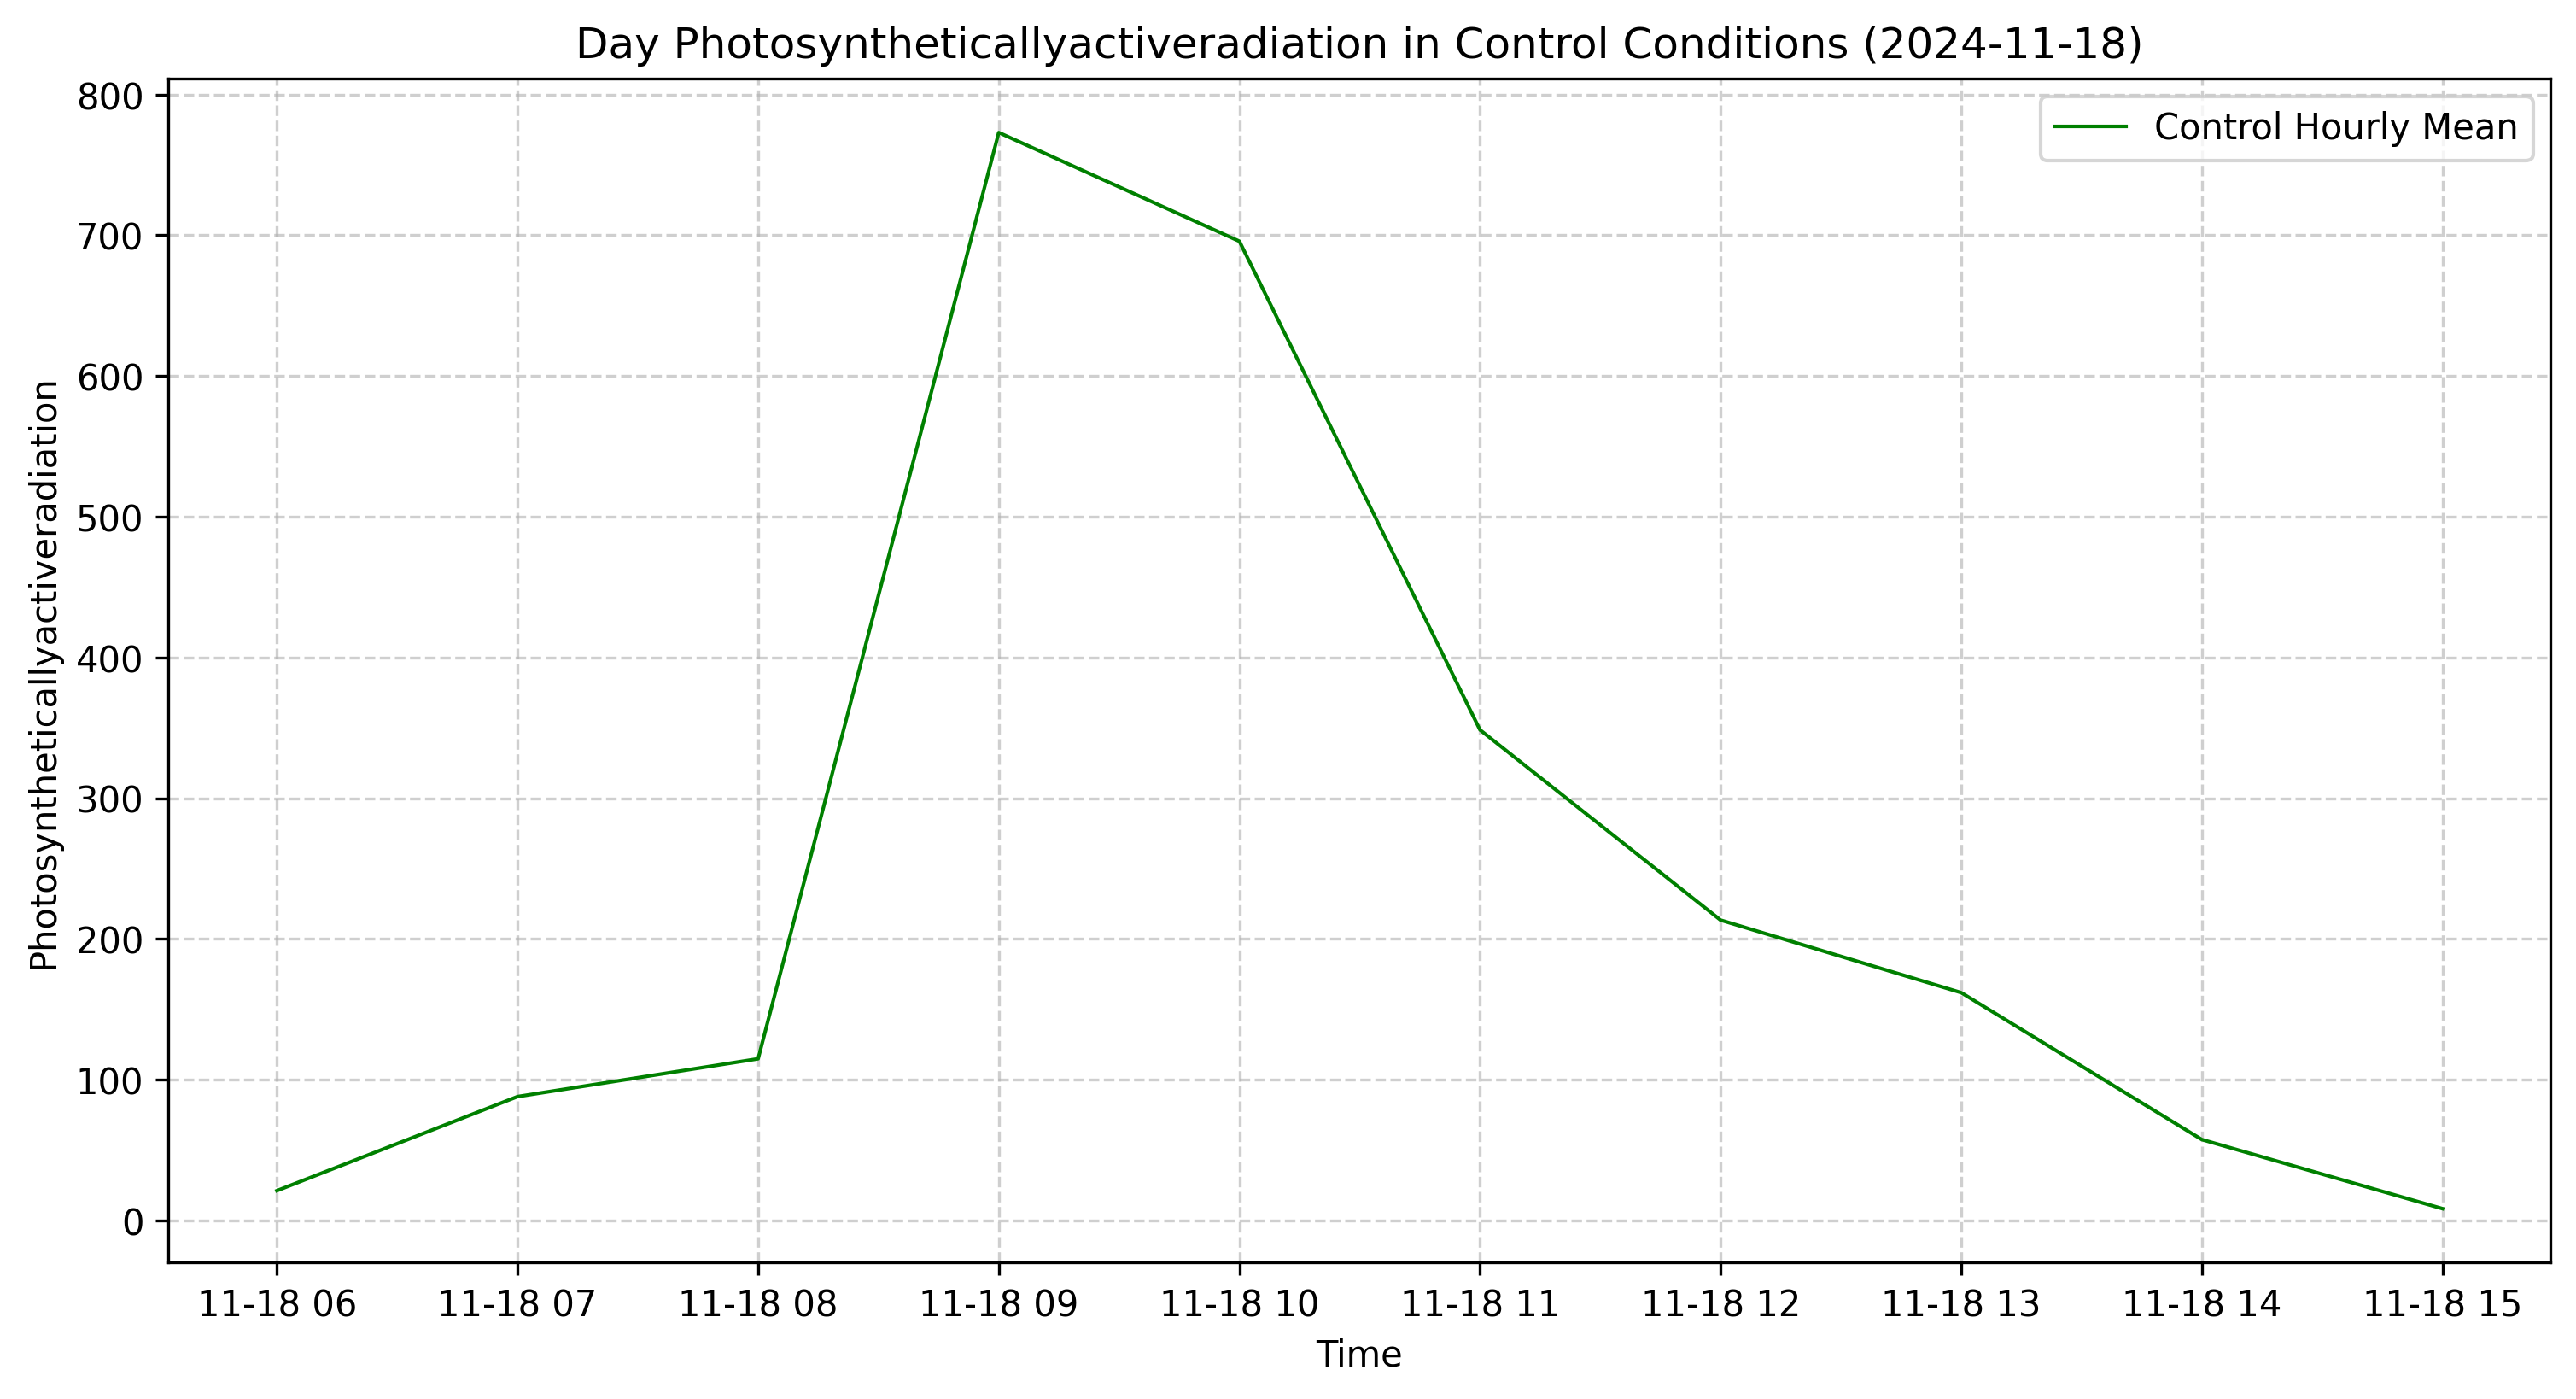 Day Photosyntheticallyactiveradiation in Control Conditions (2024-11-18)
Control Hourly Mean
Photosyntheticallyactiveradiation
800
700
600
500
400
300
200
100
0
11-18 06 11-18 07 11-18 08 11-18 09 11-18 10 11-18 11 11-18 12 11-18 13 11-18 14 11-18 15
Time